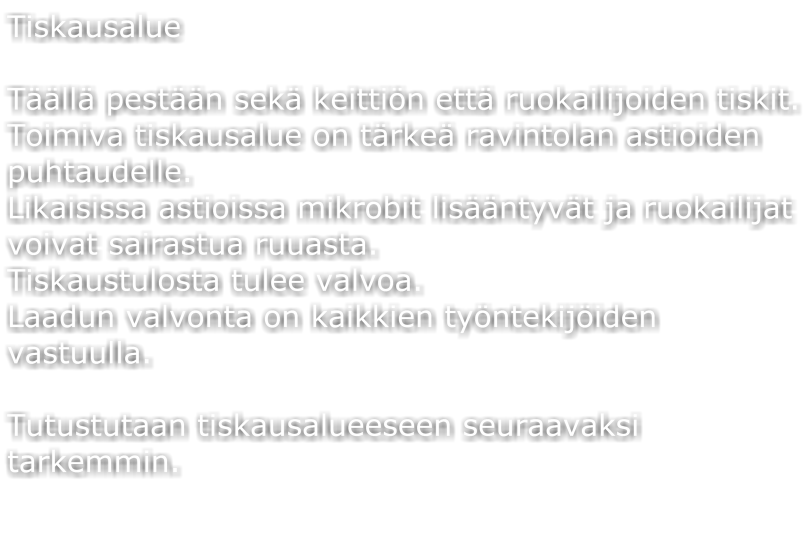 Tiskausalue
Täällä pestään sekä keittiön että ruokailijoiden tiskit.
Toimiva tiskausalue on tärkeä ravintolan astioiden
puhtaudelle.
Likaisissa astioissa mikrobit lisääntyvät ja ruokailijat
voivat sairastua ruuasta.
Tiskaustulosta tulee valvoa.
Laadun valvonta on kaikkien työntekijöiden
vastuulla.
Tutustutaan tiskausalueeseen seuraavaksi
tarkemmin.